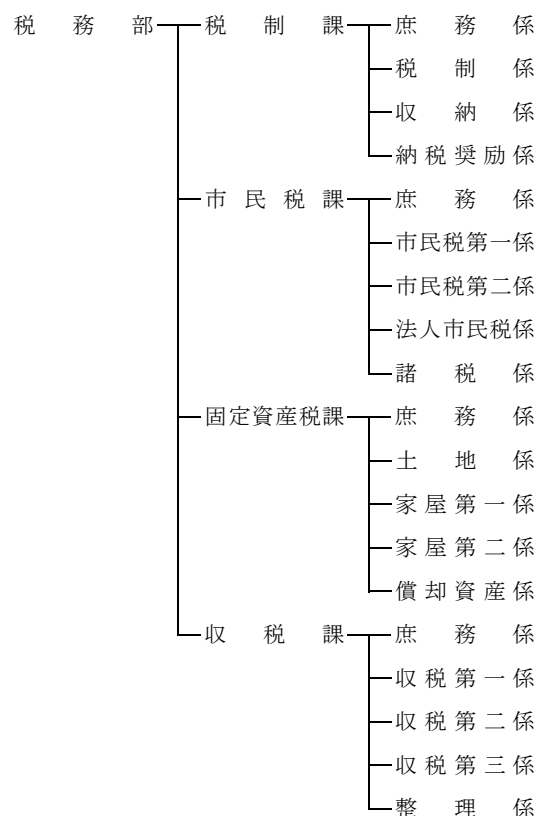 税務部 税制課 庶務係
税制係
収納係
納税奨励係
市民税課 庶務係
市民税第一係
市民税第二係
法人市民税係
諸税係
固定資産税課 庶務係
土地係
家屋第一係
家屋第二係
償却資産係
収税課 庶務係
収税第一係
収税第二係
収税第三係
整理係